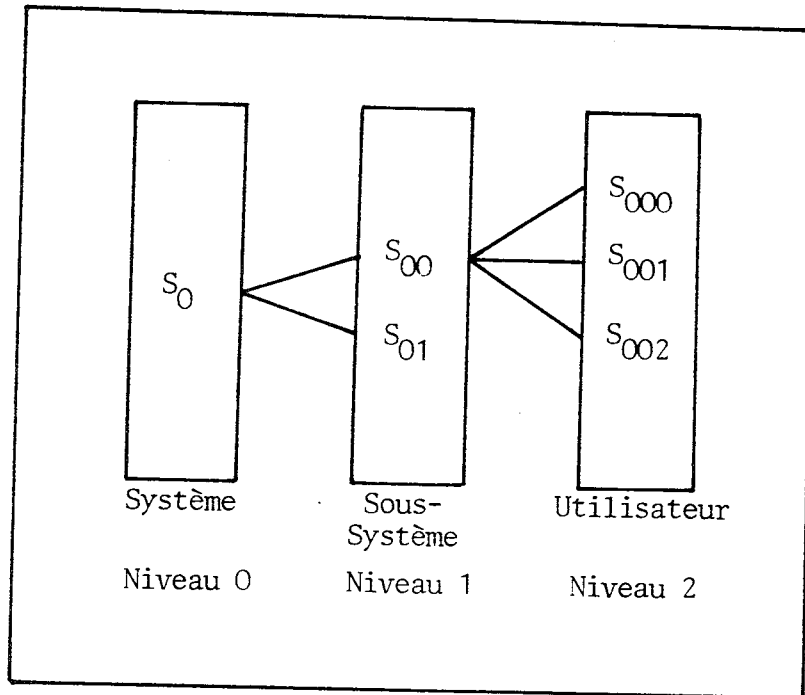 S000
S00
S001
S0
S01
S002
Système
Sous-
Système
Utilisateur
Niveau 0
Niveau 1
Niveau 2